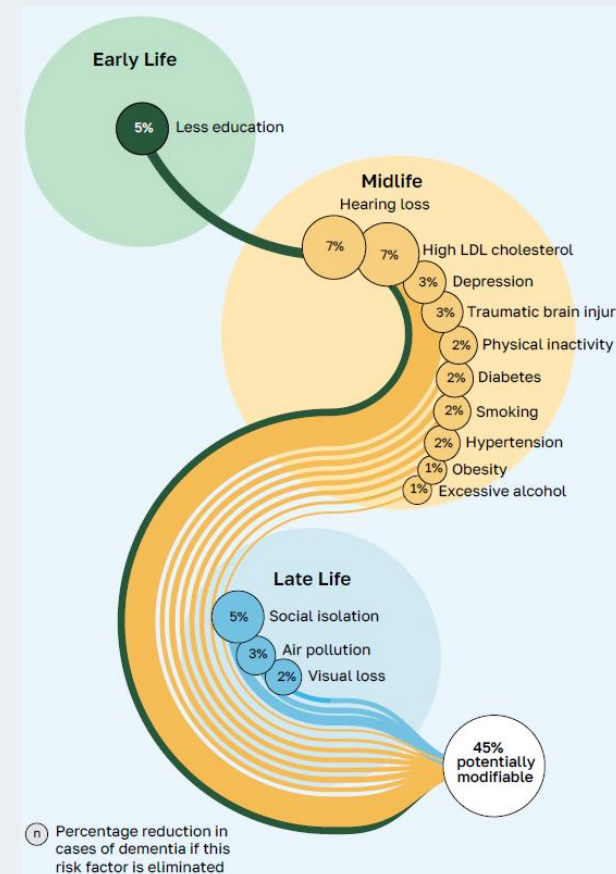 Early Life
5%
Less education
Midlife
Hearing loss
7%
7%
High LDL cholesterol
3%
Depression
3%
Traumatic brain injur
2%
Physical inactivity
2%
Diabetes
2%
Smoking
2%
Hypertension
1%
Obesity
1%
Excessive alcohol
Late Life
5%
Social isolation
3%
Air pollution
2%
Visual loss
45%
potentially
modifiable
n
Percentage reduction in
cases of dementia if this
risk factor is eliminated